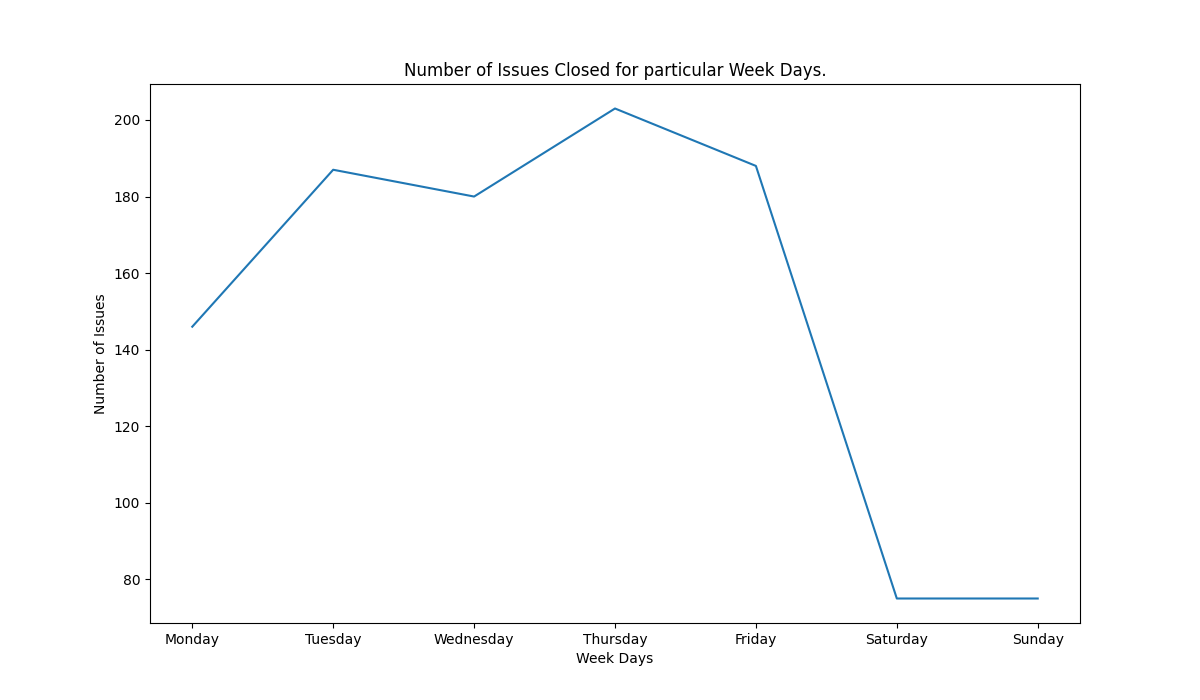 Number of Issues Closed for particular Week Days.
Number of Issues
200
180
160
140
120
100
80
Monday Tuesday Wednesday Thursday Friday Saturday Sunday
Week Days